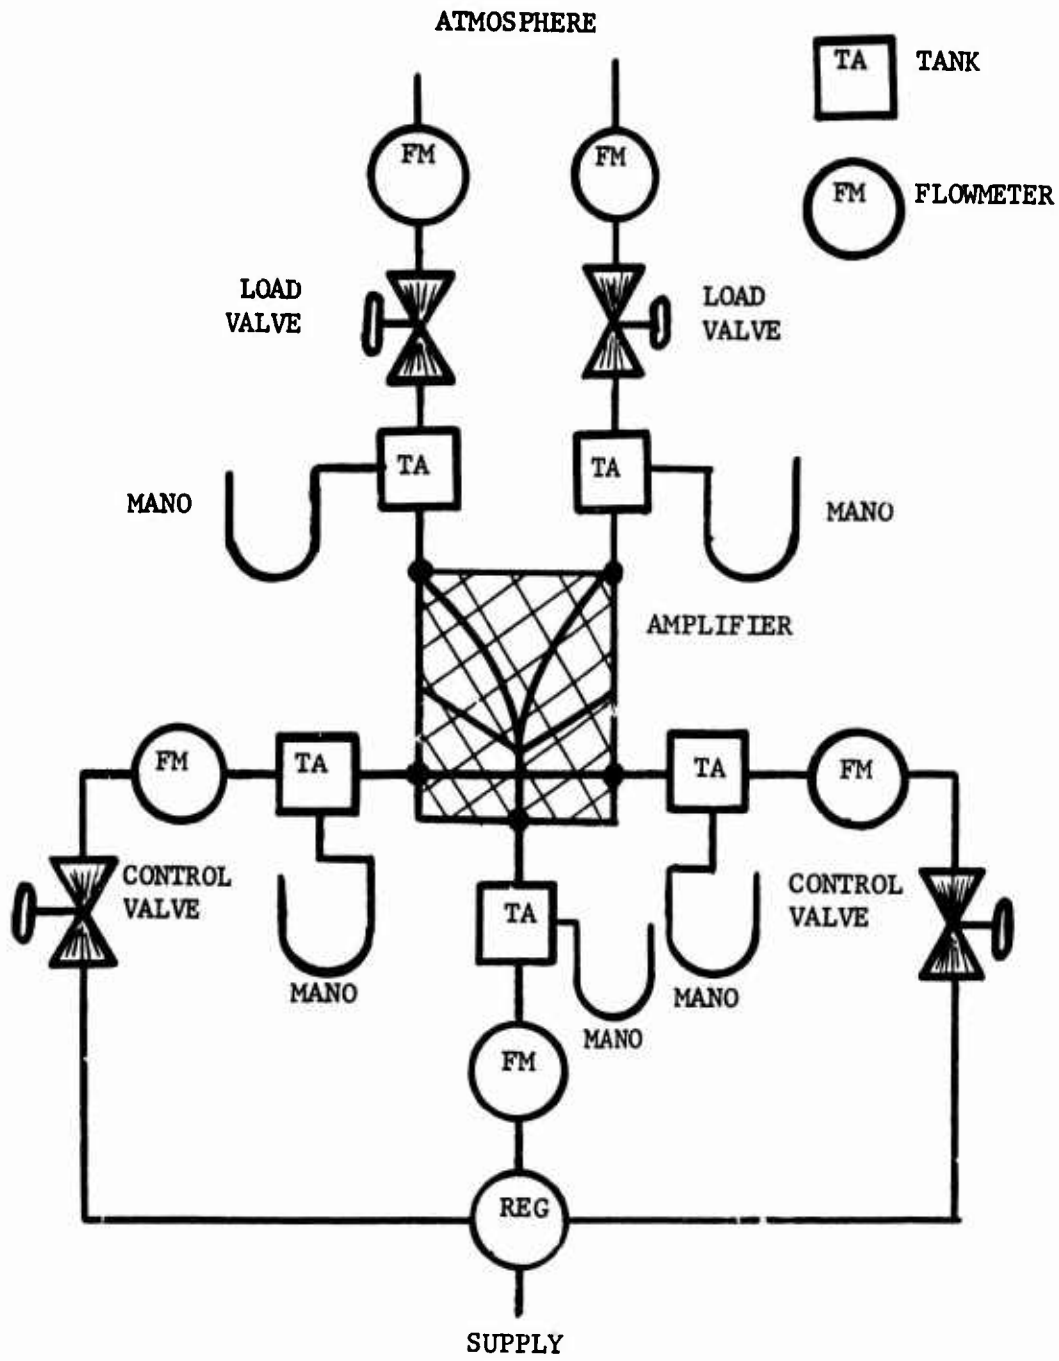 ATMOSPHERE
TA TANK
FM FM
FM FLOWMETER
LOAD
VALVE
LOAD
VALVE
TA TA
MANO MANO
AMPLIFIER
FM TA TA FM
CONTROL
VALVE
CONTROL
VALVE
TA
MANO MANO
MANO
FM
REG
SUPPLY